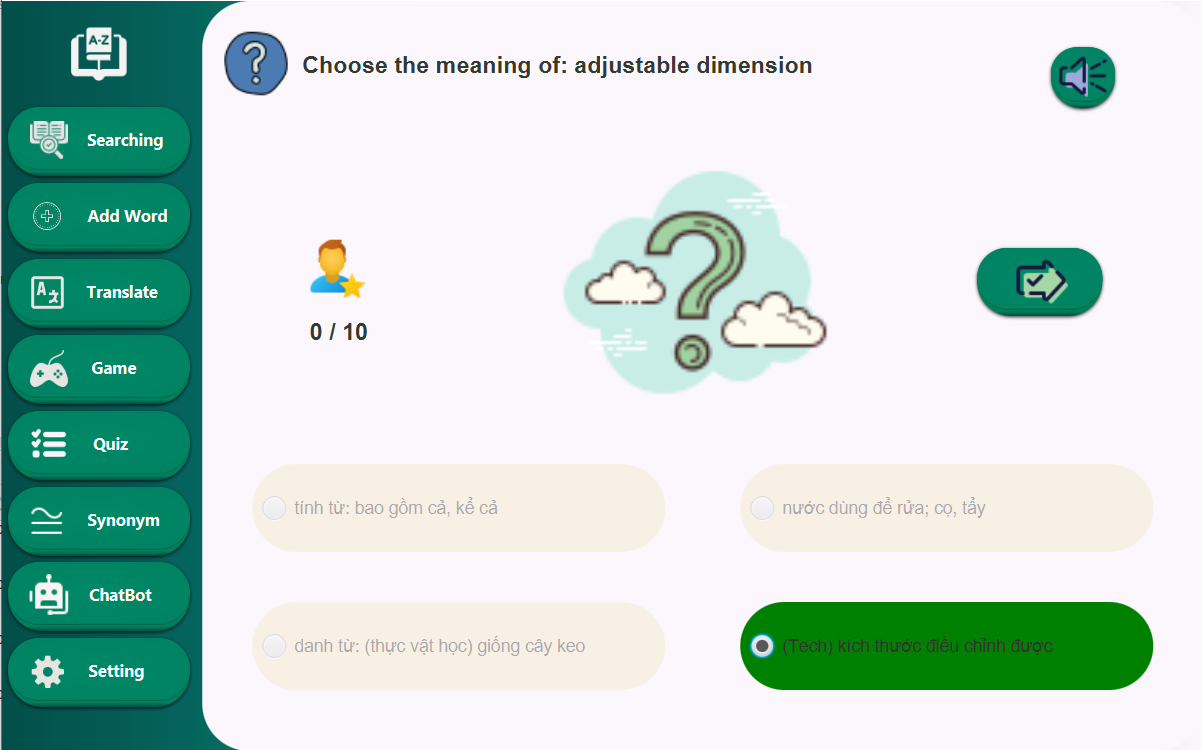 A-Z
Searching
Add Word
Translate
Game
Quiz
Synonym
ChatBot
Setting
Choose the meaning of: adjustable dimension
0 / 10
tính từ: bao gồm cả, kể cả
nước dùng để rửa; cọ, tẩy
danh từ: (thực vật học) giống cây keo
(Tech) kích thước điều chỉnh được